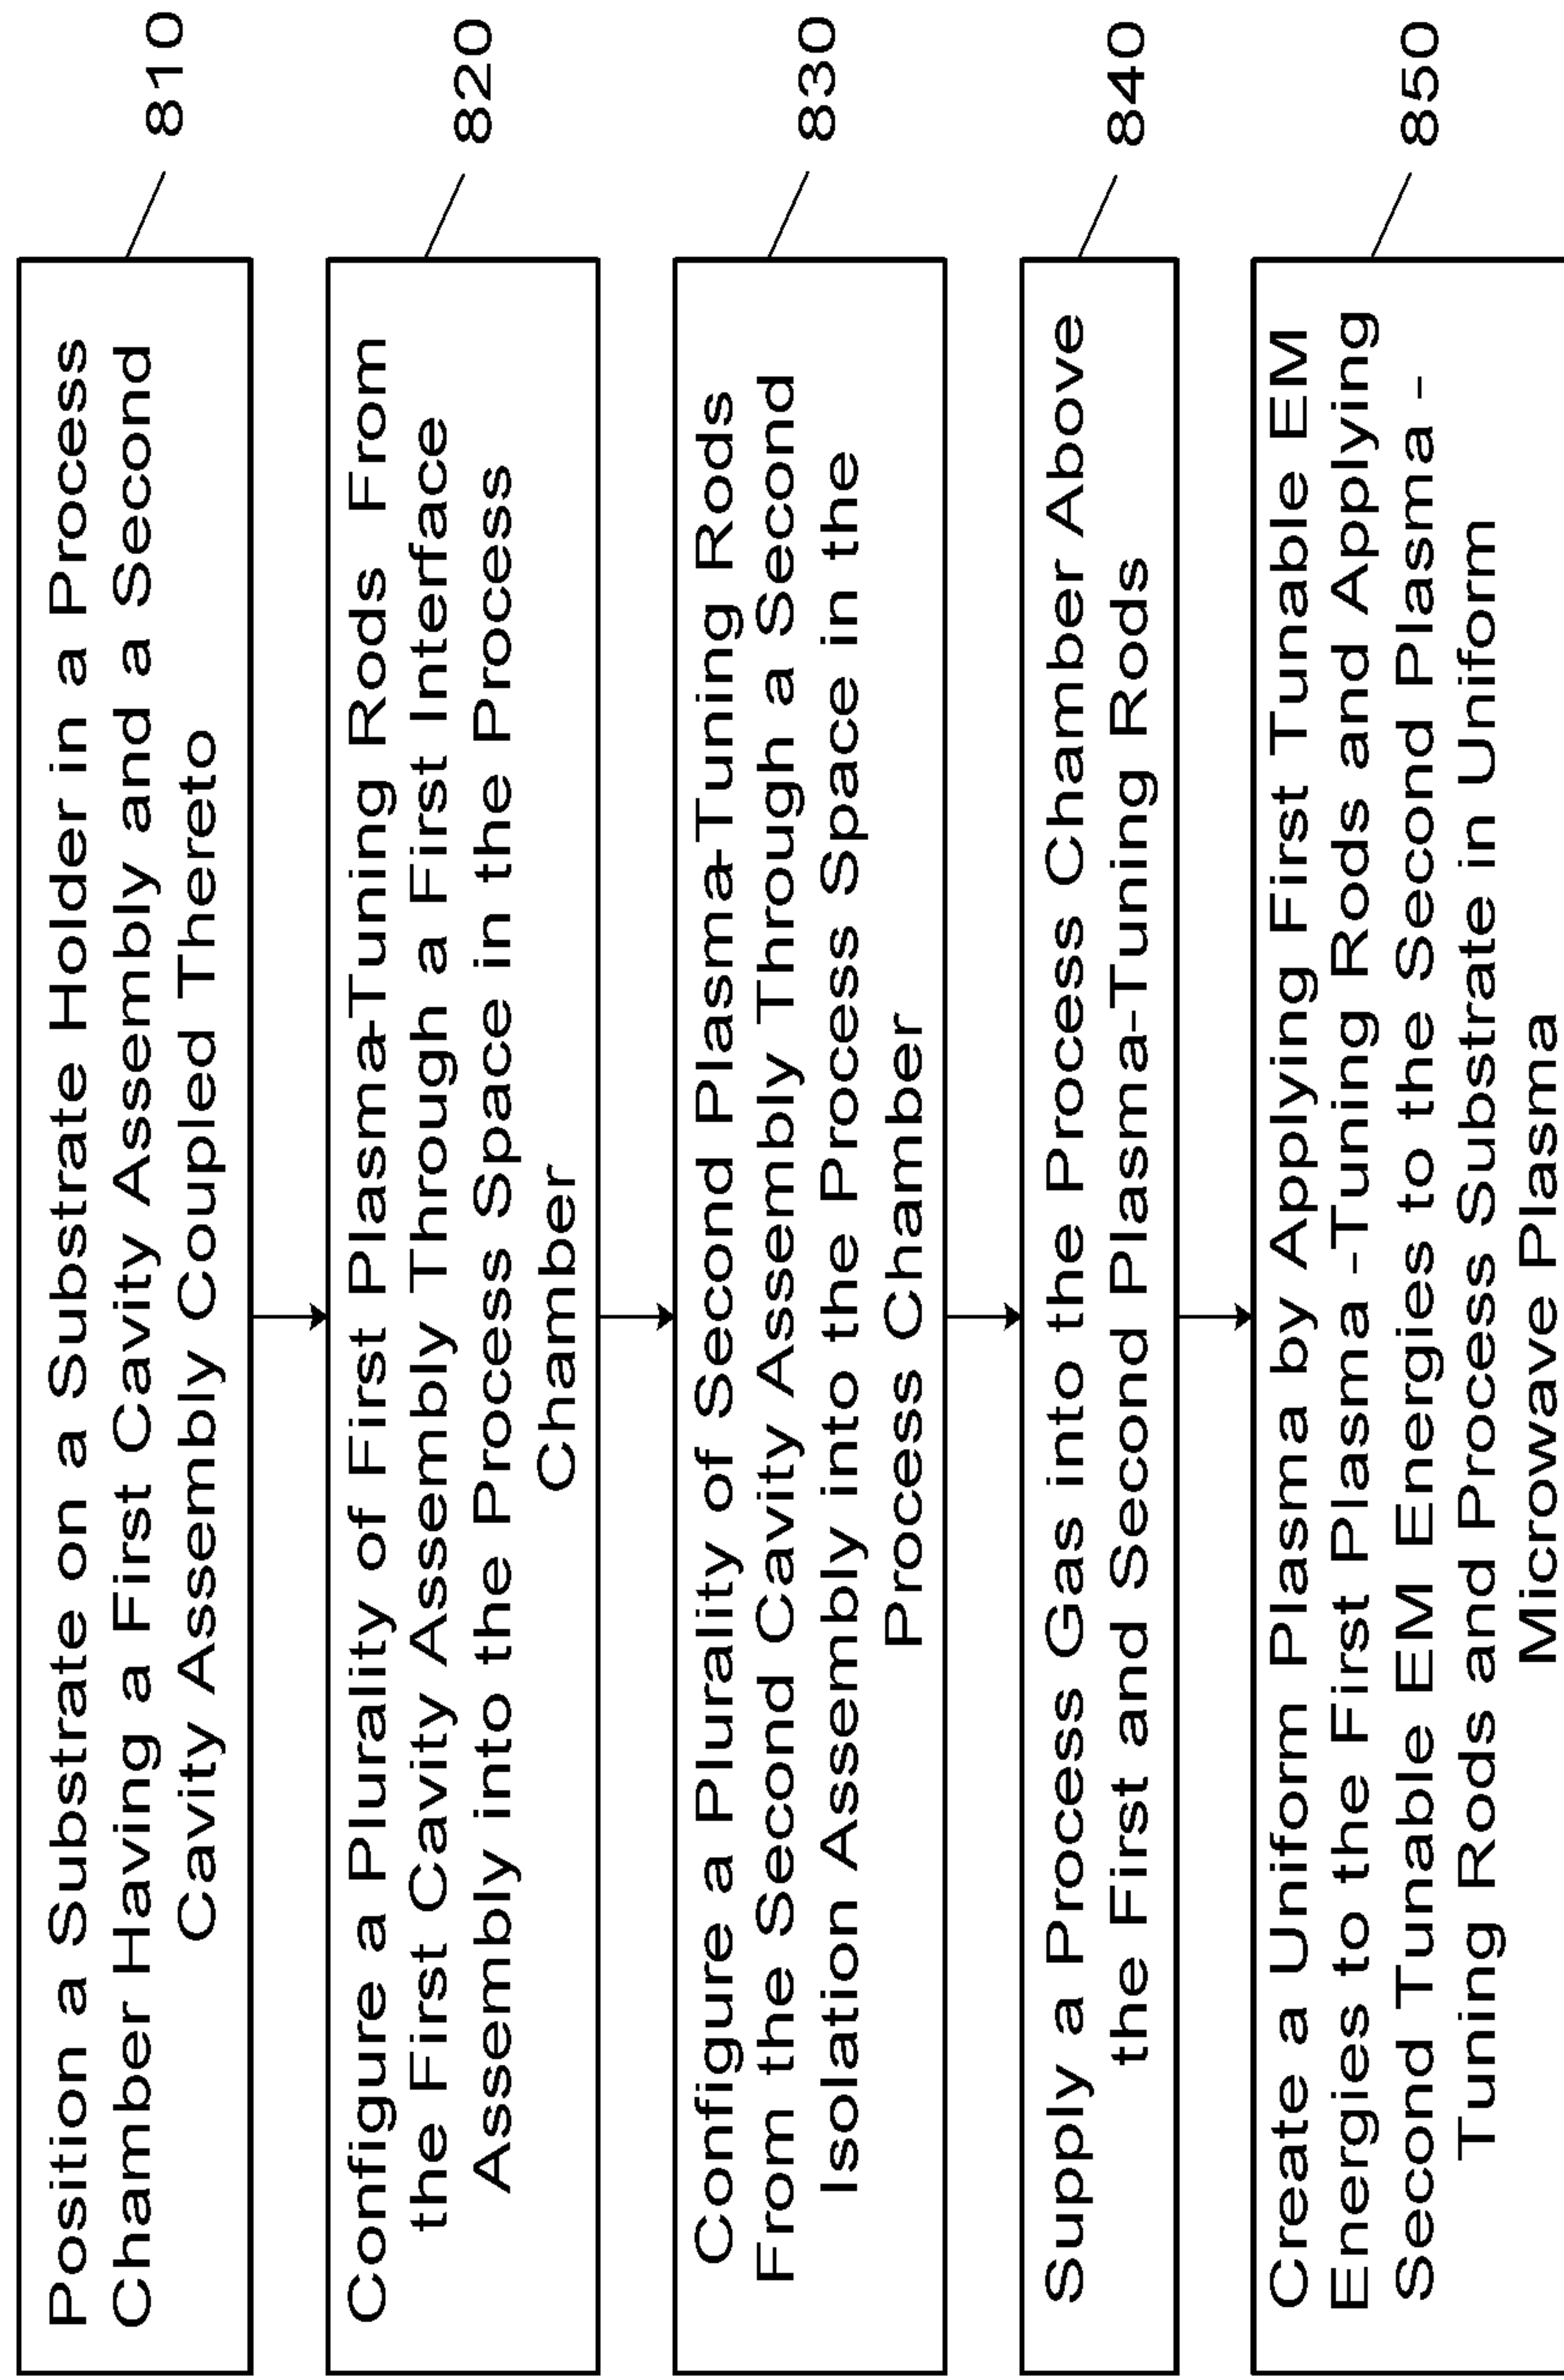 Position a Substrate on a Substrate Holder in a Process
Chamber Having a First Cavity Assembly and a Second
Cavity Assembly Coupled Thereto
810
Configure a Plurality of First Plasma-Tuning Rods From
the First Cavity Assembly Through a First Interface
Assembly into the Process Space in the Process
Chamber
820
Configure a Plurality of Second Plasma-Tuning Rods
From the Second Cavity Assembly Through a Second
Isolation Assembly into the Process Space in the
Process Chamber
830
Supply a Process Gas into the Process Chamber Above
the First and Second Plasma-Tuning Rods
840
Create a Uniform Plasma by Applying First Tunable EM
Energies to the First Plasma -Tuning Rods and Applying
Second Tunable EM Energies to the Second Plasma -
Tuning Rods and Process Substrate in Uniform
Microwave Plasma
850